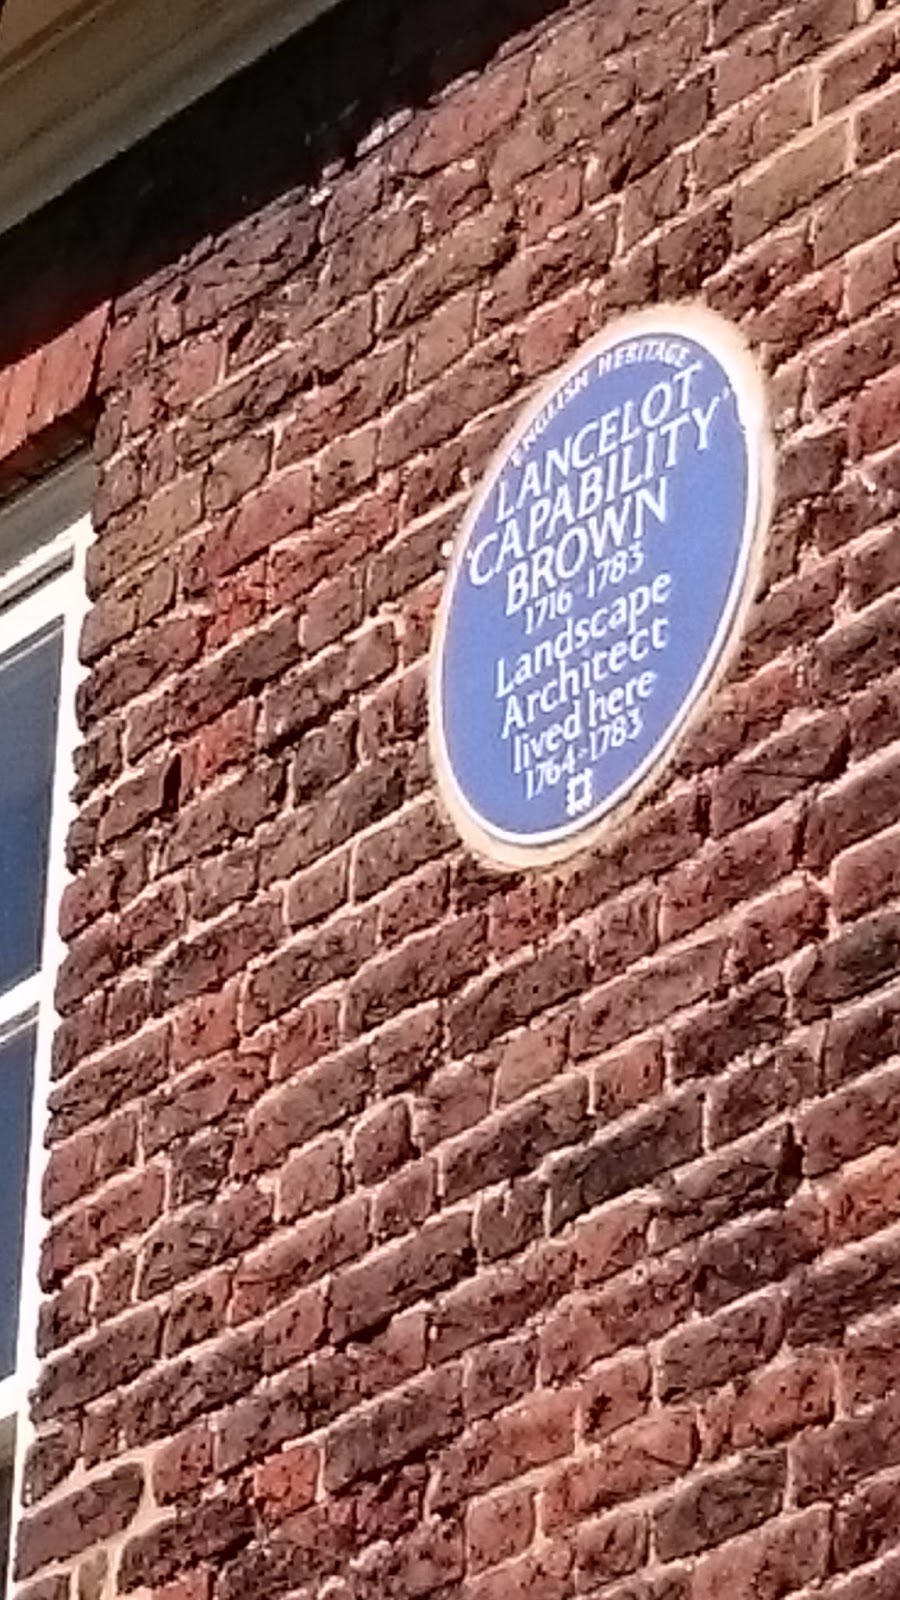 ENGLISH HERITAGE
LANCELOT
'CAPABILITY'
BROWN
1716-1783
Landscape
Architect
lived here
1764-1783